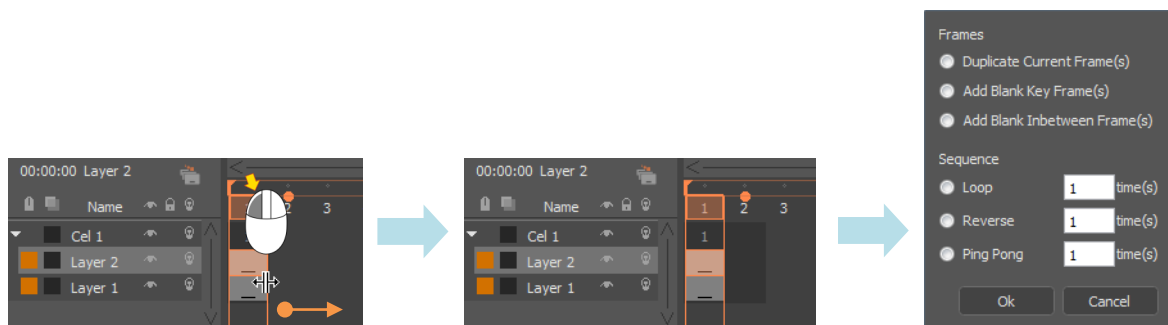 00:00:00 Layer 2
Name
1 2 3
Cel 1
1
Layer 2
Layer 1
00:00:00 Layer 2
Name
1 2 3
Cel 1
1
Layer 2
Layer 1
Frames
Duplicate Current Frame(s)
Add Blank Key Frame(s)
Add Blank Inbetween Frame(s)
Sequence
Loop 1 time(s)
Reverse 1 time(s)
Ping Pong 1 time(s)
Ok Cancel